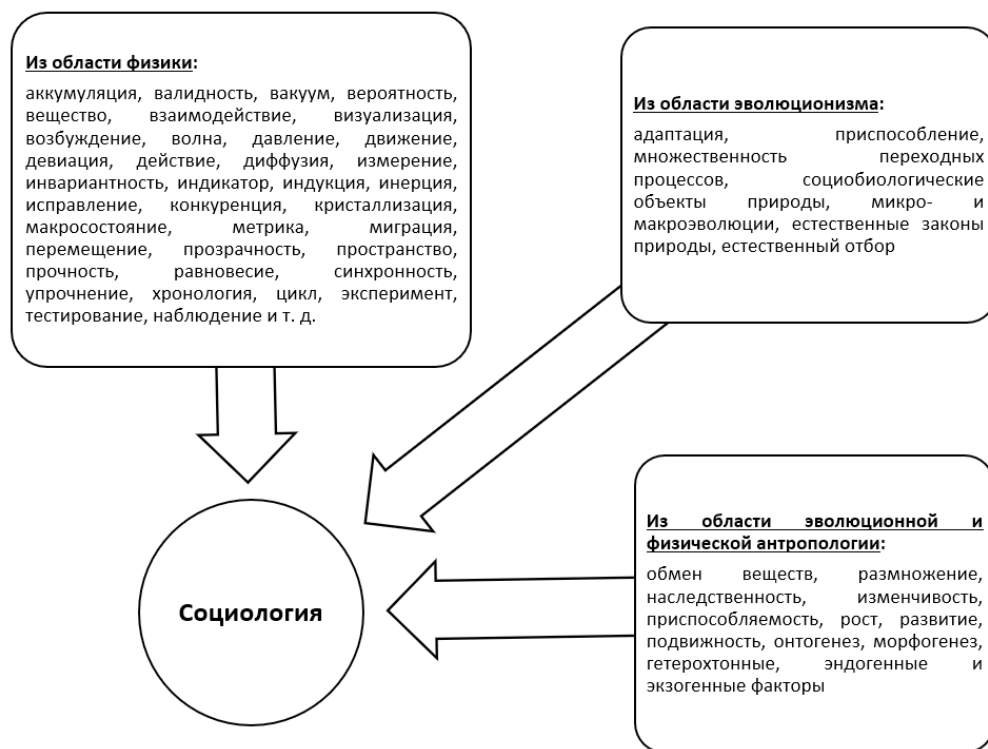 Из области физики:
аккумуляция, валидность, вакуум, вероятность,
вещество, взаимодействие, визуализация,
возбуждение, волна, давление, движение,
девиация, действие, диффузия, измерение,
инвариантность, индикатор, индукция, инерция,
исправление, конкуренция, кристаллизация,
макросостояние, метрика, миграция,
перемещение, прозрачность, пространство,
прочность, равновесие, синхронность,
упрочнение, хронология, цикл, эксперимент,
тестирование, наблюдение и т. д.
Из области эволюционизма:
адаптация, приспособление,
множественность переходных
процессов, социобиологические
объекты природы, микро- и
макроэволюции, естественные законы
природы, естественный отбор
Из области эволюционной и
физической антропологии:
обмен веществ, размножение,
наследственность, изменчивость,
приспособляемость, рост, развитие,
подвижность, онтогенез, морфогенез,
гетерохтонные, эндогенные и
экзогенные факторы
Социология